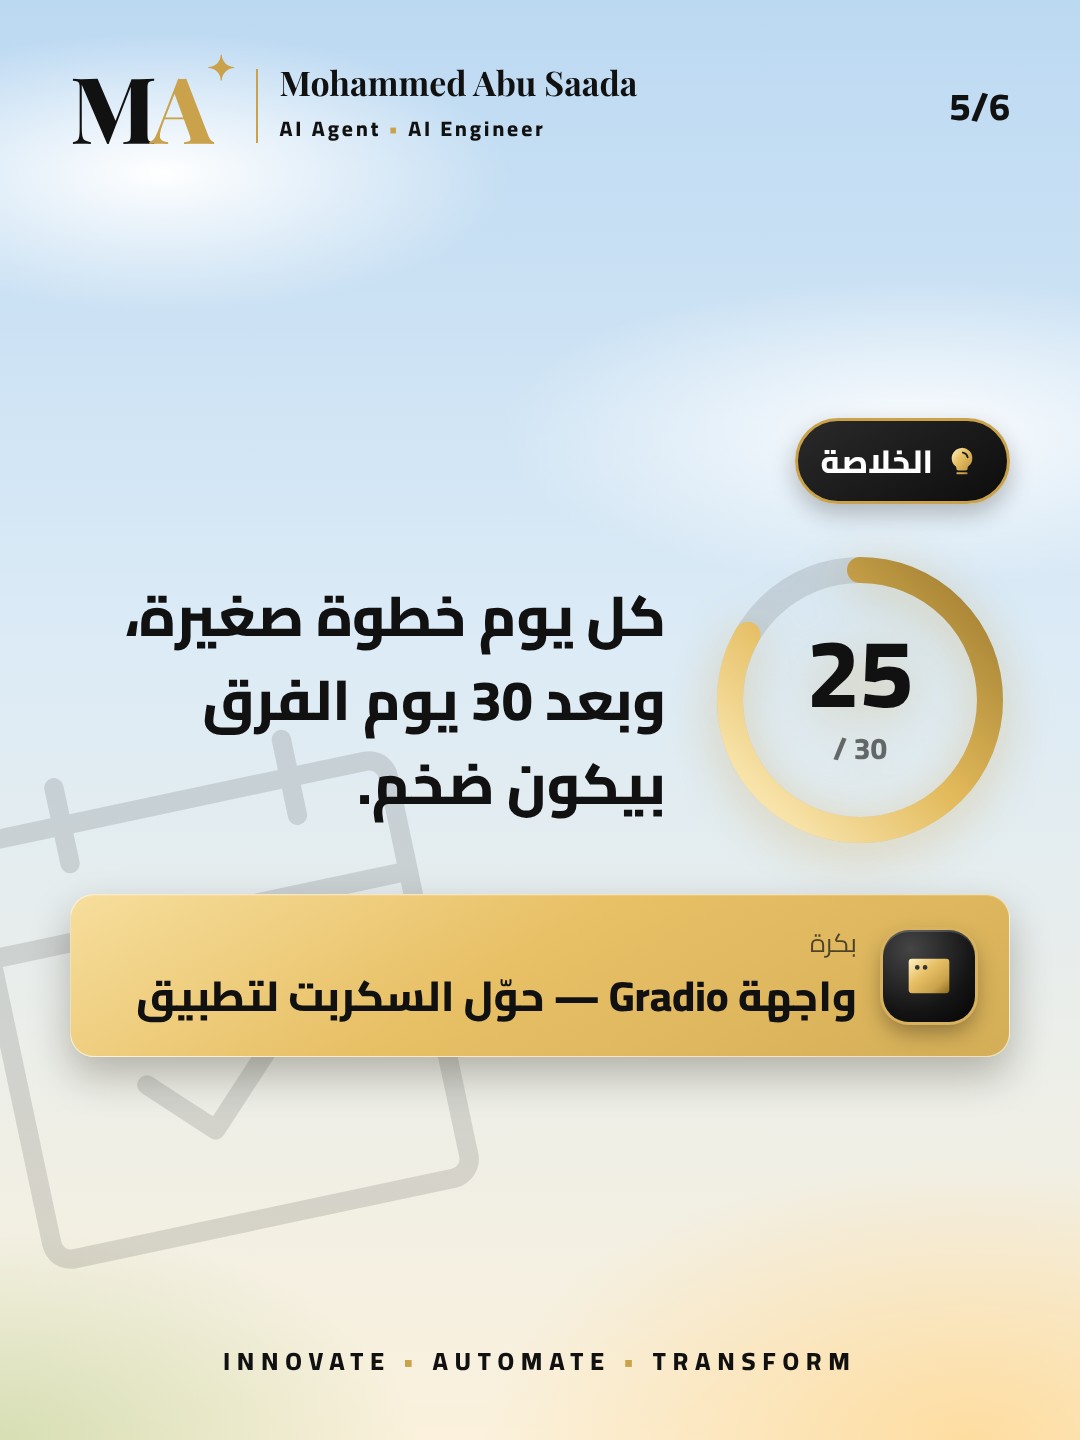 MA
Mohammed Abu Saada
AI Agent ▪ AI Engineer
5/6
الخلاصة
25
/ 30
كل يوم خطوة صغيرة،
وبعد 30 يوم الفرق
بيكون ضخم.
بكرة
واجهة Gradio — حوّل السكربت لتطبيق
INNOVATE ▪ AUTOMATE ▪ TRANSFORM